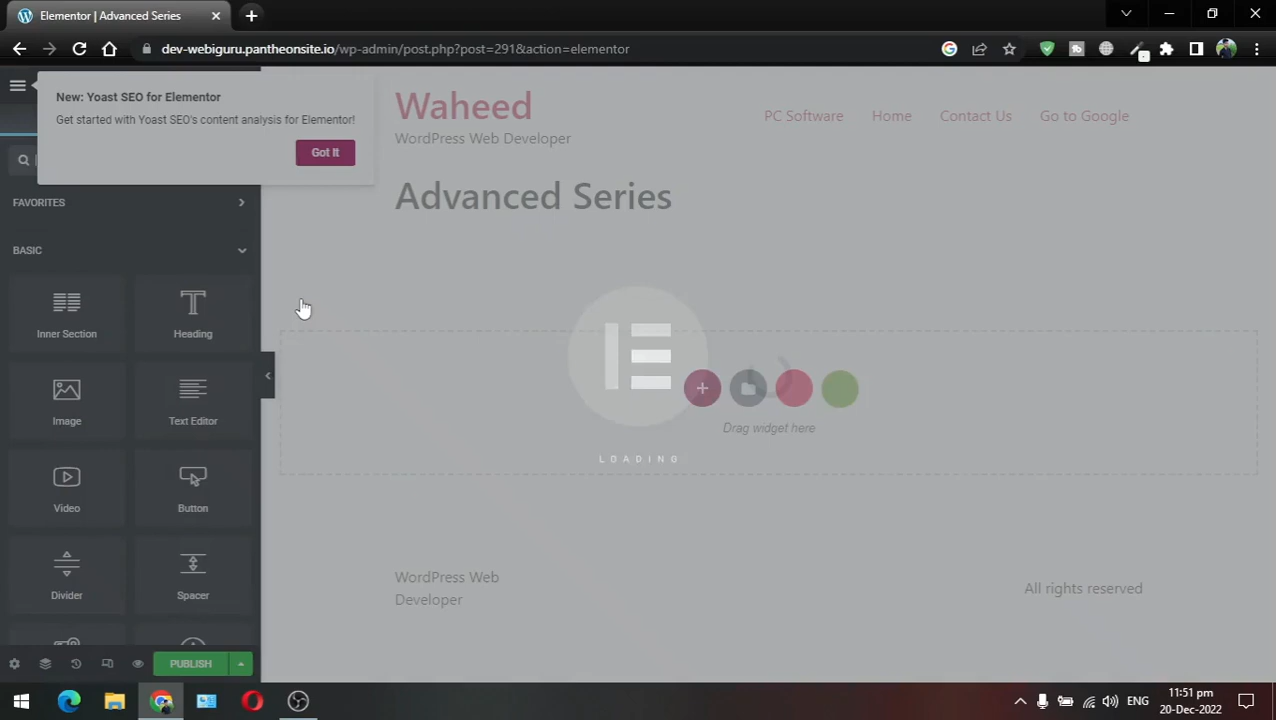 Elementor | Advanced Series
dev-webiguru.pantheonsite.io/wp-admin/post.php?post=291&action=elementor
New: Yoast SEO for Elementor
Get started with Yoast SEO's content analysis for Elementor!
Got It
FAVORITES
BASIC
Inner Section
Heading
Image
Text Editor
Video
Button
Divider
Spacer
PUBLISH
Waheed
WordPress Web Developer
PC Software
Home
Contact Us
Go to Google
Advanced Series
LOADING
Drag widget here
WordPress Web
Developer
All rights reserved
ENG
11:51 pm
20-Dec-2022